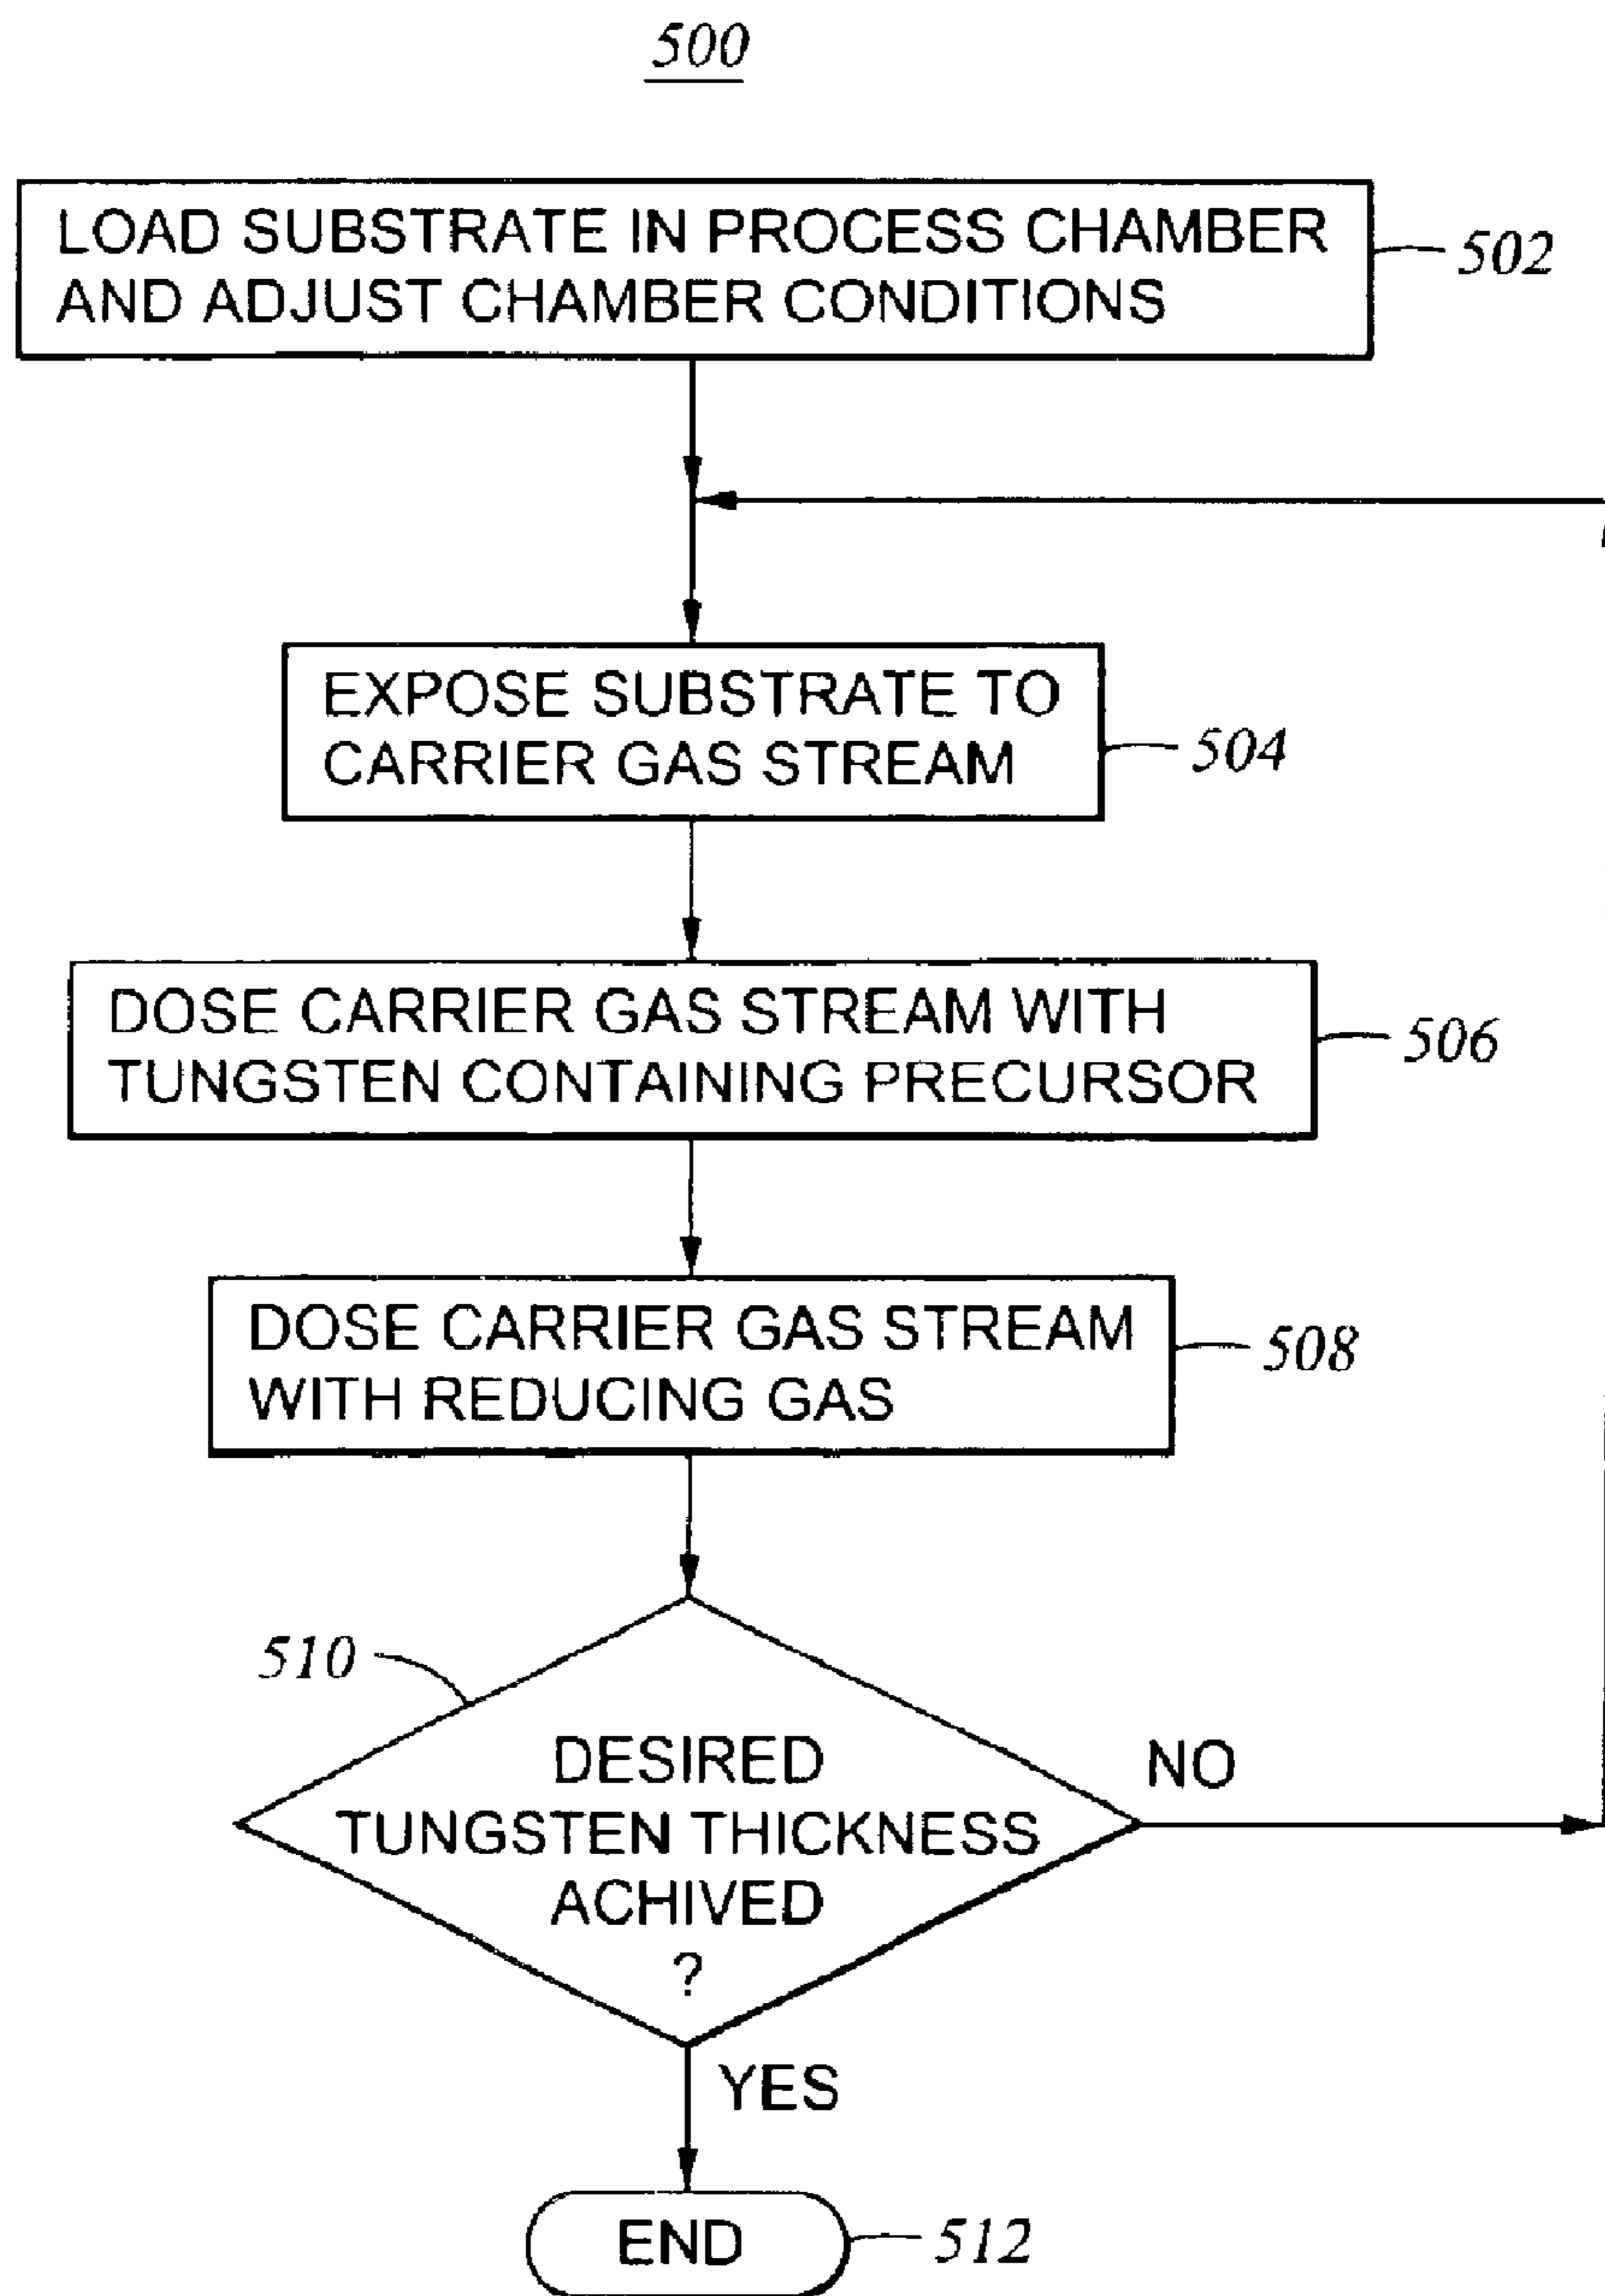 500
LOAD SUBSTRATE IN PROCESS CHAMBER
AND ADJUST CHAMBER CONDITIONS
502
EXPOSE SUBSTRATE TO
CARRIER GAS STREAM
504
DOSE CARRIER GAS STREAM WITH
TUNGSTEN CONTAINING PRECURSOR
506
DOSE CARRIER GAS STREAM
WITH REDUCING GAS
508
510
DESIRED
TUNGSTEN THICKNESS
ACHIVED
?
NO
YES
END
512